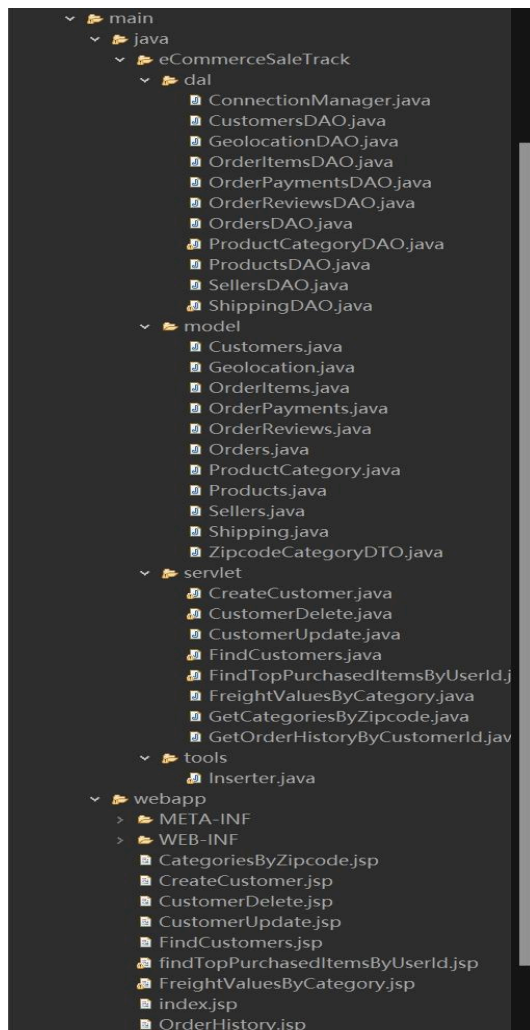 main
java
eCommerceSaleTrack
dal
ConnectionManager.java
CustomersDAO.java
GeolocationDAO.java
OrderItemsDAO.java
OrderPaymentsDAO.java
OrderReviewsDAO.java
OrdersDAO.java
ProductCategoryDAO.java
ProductsDAO.java
SellersDAO.java
ShippingDAO.java
model
Customers.java
Geolocation.java
OrderItems.java
OrderPayments.java
OrderReviews.java
Orders.java
ProductCategory.java
Products.java
Sellers.java
Shipping.java
ZipcodeCategoryDTO.java
servlet
CreateCustomer.java
CustomerDelete.java
CustomerUpdate.java
FindCustomers.java
FindTopPurchasedItemsByUserId.j
FreightValuesByCategory.java
GetCategoriesByZipcode.java
GetOrderHistoryByCustomerId.jav
tools
Inserter.java
webapp
META-INF
WEB-INF
CategoriesByZipcode.jsp
CreateCustomer.jsp
CustomerDelete.jsp
CustomerUpdate.jsp
FindCustomers.jsp
findTopPurchasedItemsByUserId.jsp
FreightValuesByCategory.jsp
index.jsp
OrderHistory.jsp